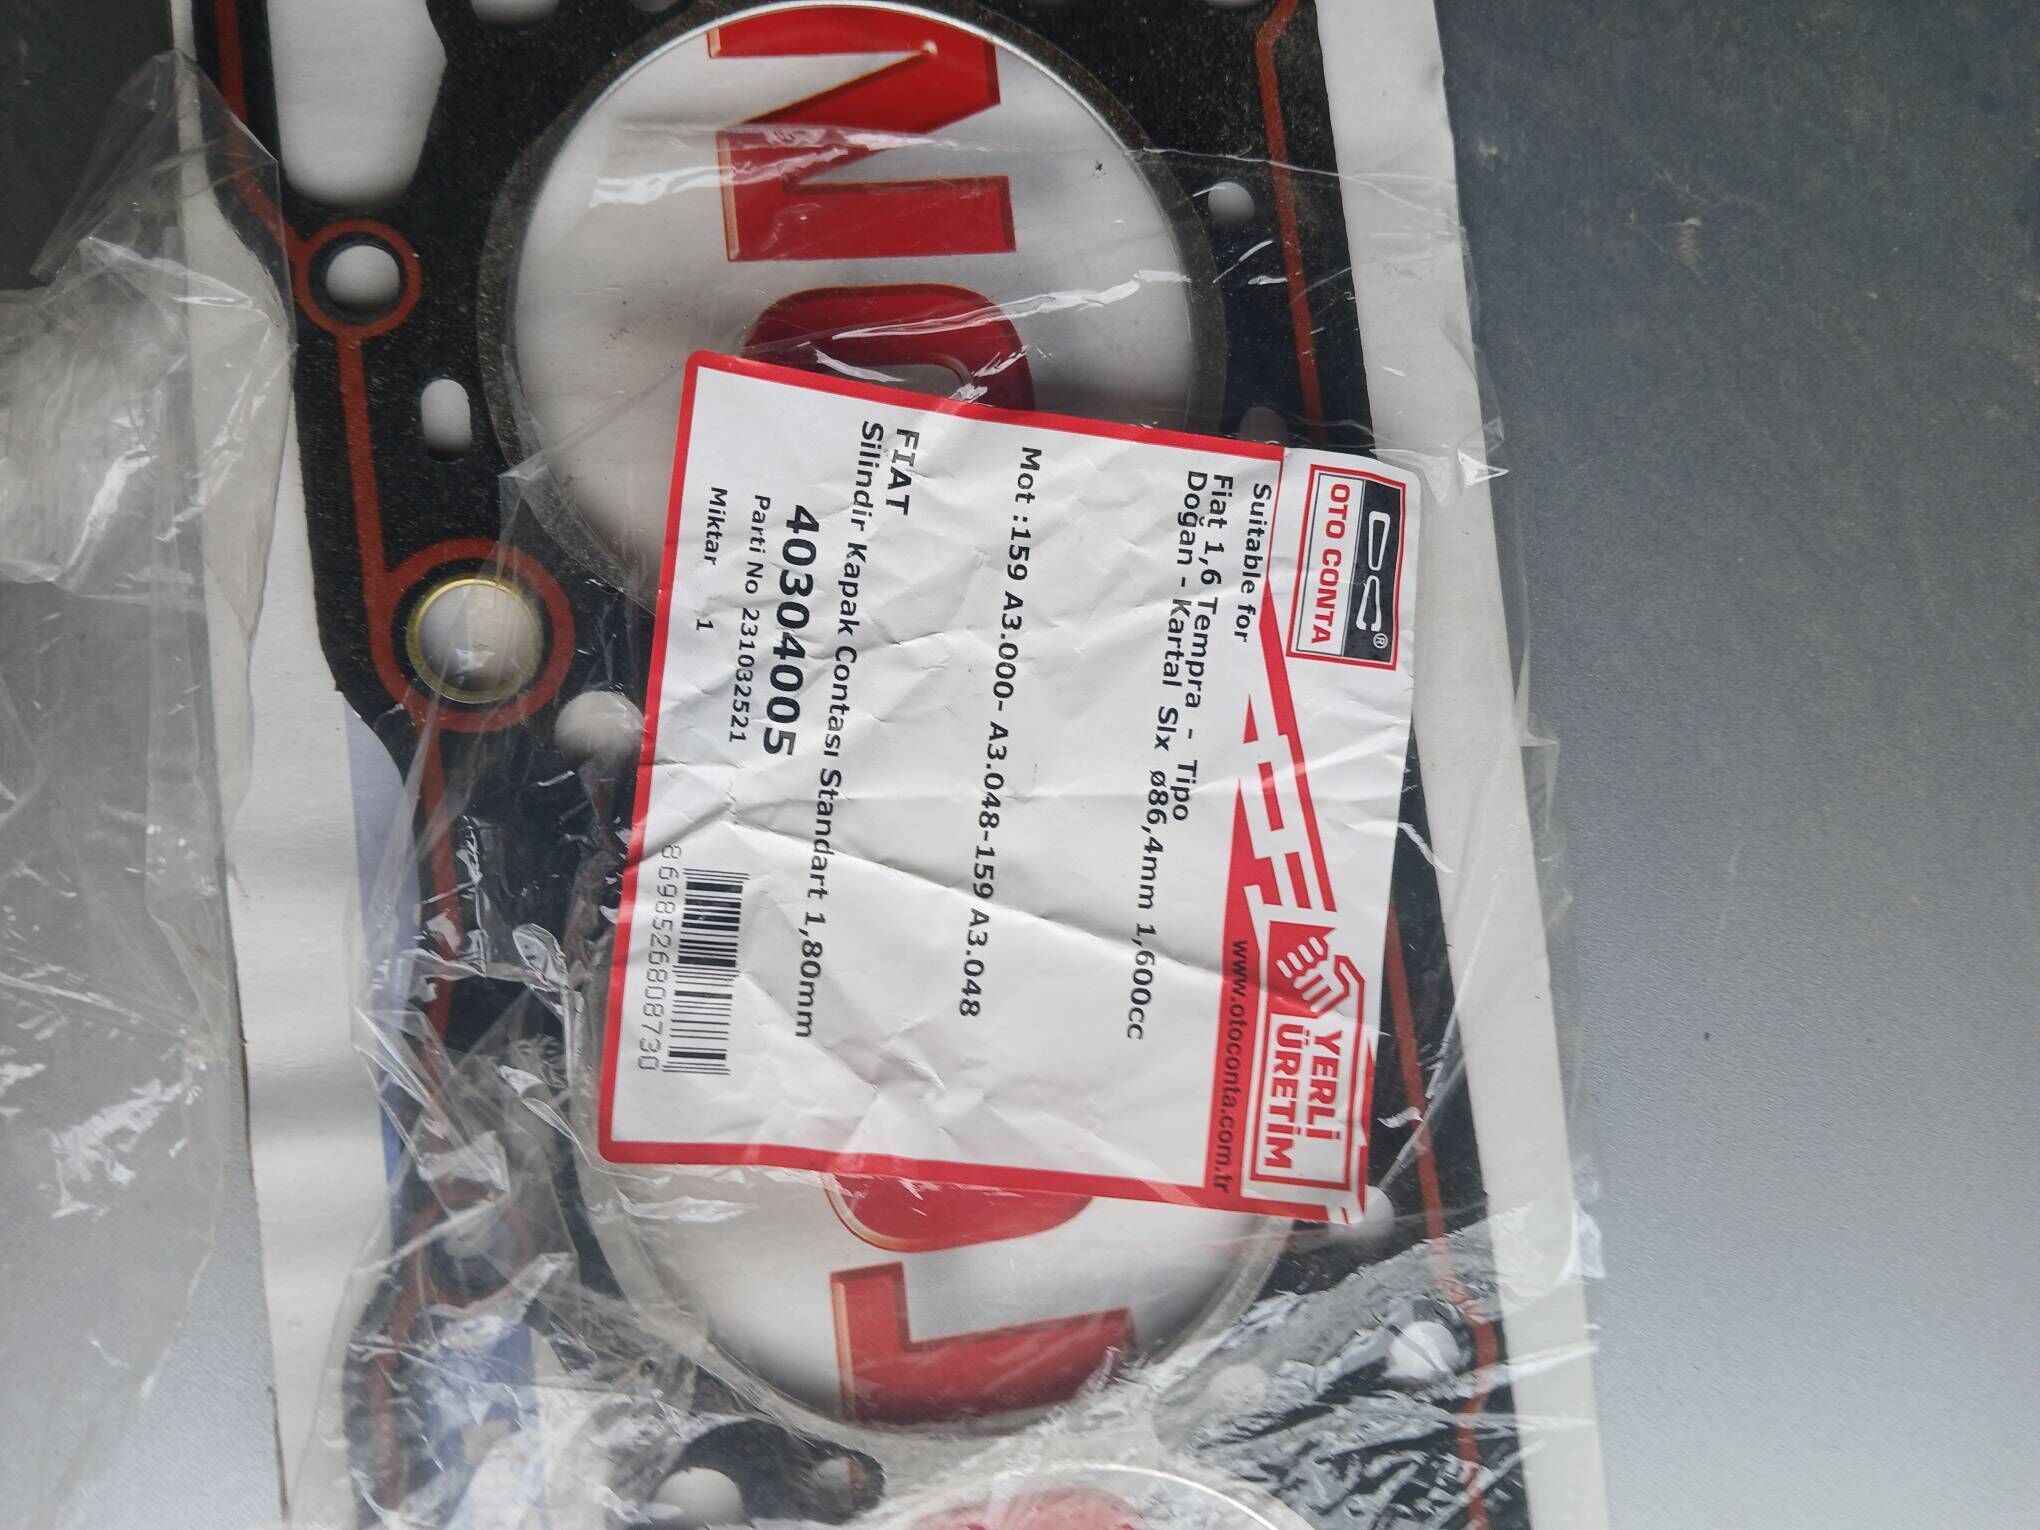 OTO CONTA
YERLİ
ÜRETİM
www.otoconta.com.tr
Suitable for
Fiat 1,6 Tempra - Tipo
Doğan - Kartal Slx ø86,4mm 1,600cc
Mot :159 A3.000- A3.048-159 A3.048
FIAT
Silindir Kapak Contası Standart 1,80mm
40304005
Parti No 231032521
Miktar 1
8698526808730